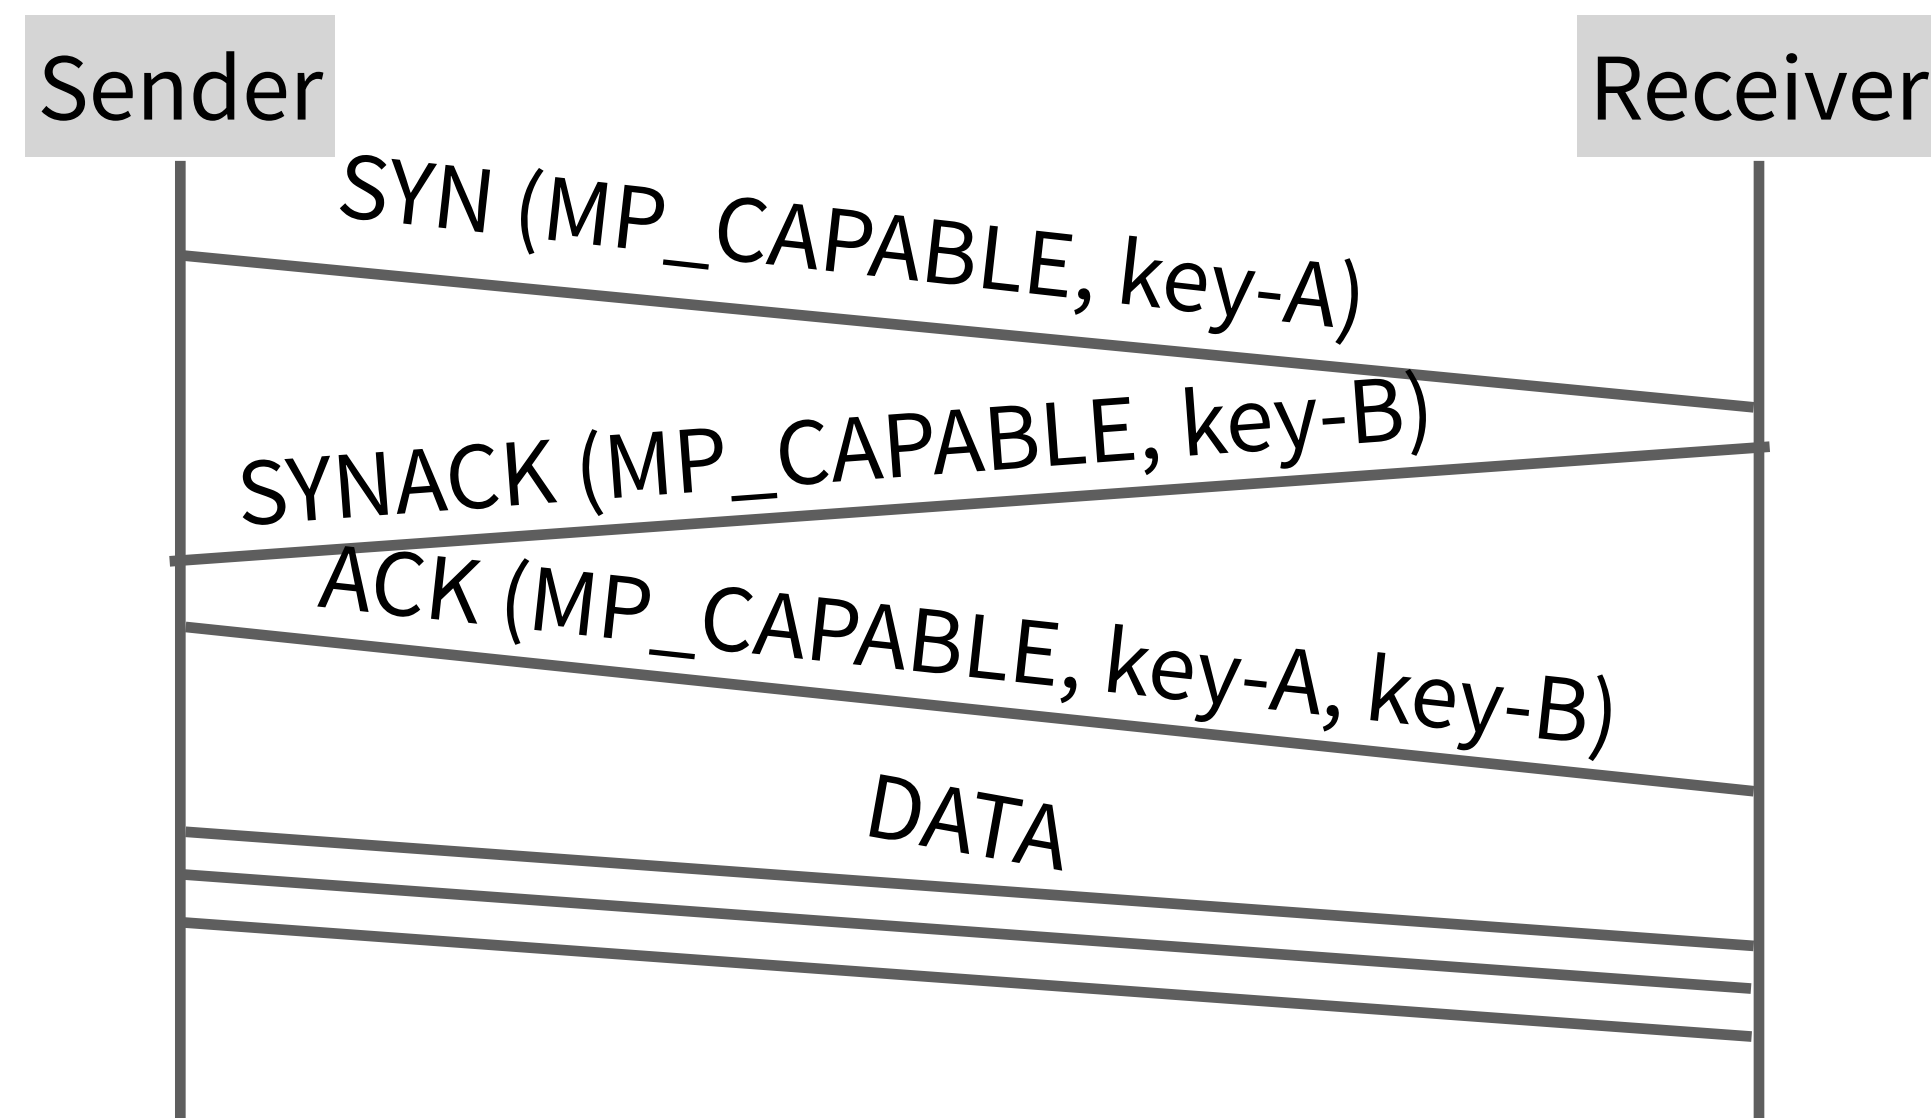 Sender
Receiver
SYN (MP_CAPABLE, key-A)
SYNACK (MP_CAPABLE, key-B)
ACK (MP_CAPABLE, key-A, key-B)
DATA